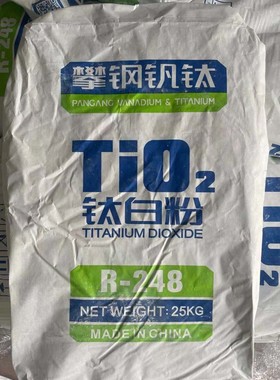 攀钢钒钛
PANGANG VANADIUM & TITANIUM
TiO2
钛白粉
TITANIUM DIOXIDE
R-248
NET WEIGHT: 25KG
MADE IN CHINA